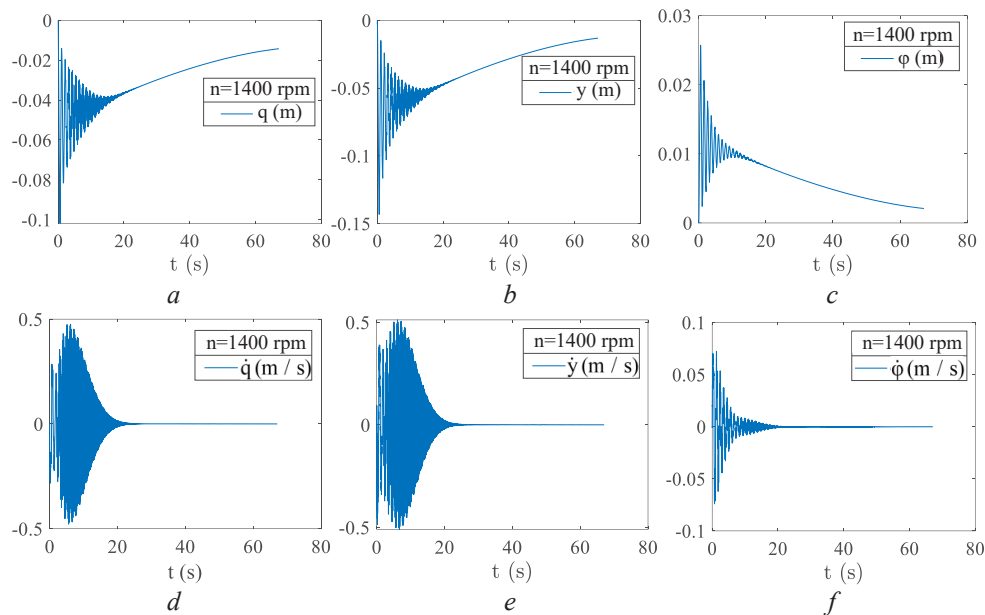 0
-0.02
-0.04
-0.06
-0.08
-0.1
n=1400 rpm
q (m)
0 20 40 60 80
t (s)
a
0
-0.05
-0.1
-0.15
n=1400 rpm
y (m)
0 20 40 60 80
t (s)
b
0.03
0.02
0.01
0
n=1400 rpm
φ (m)
0 20 40 60 80
t (s)
c
0.5
0
-0.5
n=1400 rpm
q̇ (m / s)
0 20 40 60 80
t (s)
d
0.5
0
-0.5
n=1400 rpm
ẏ (m / s)
0 20 40 60 80
t (s)
e
0.1
0.05
0
-0.05
-0.1
n=1400 rpm
φ̇ (m / s)
0 20 40 60 80
t (s)
f